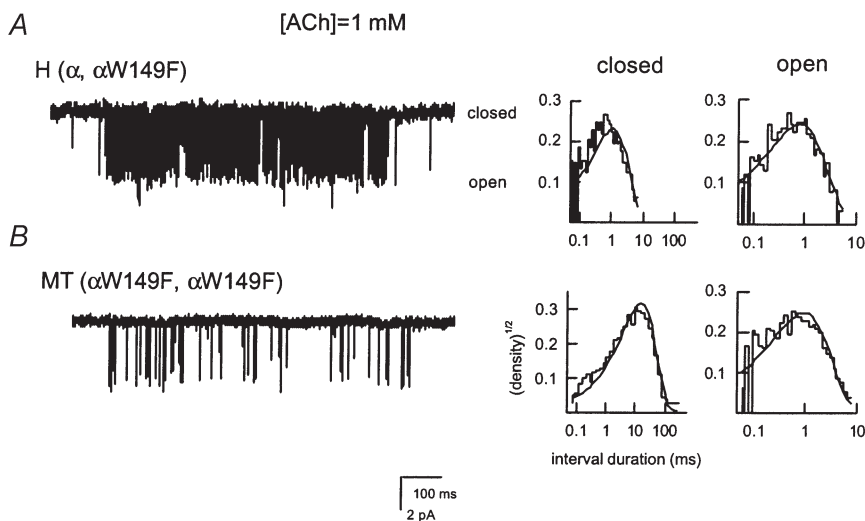 A
[ACh]=1 mM
H (α, αW149F)
closed
open
closed
open
0.3
0.2
0.1
0.1 1 10 100
0.3
0.2
0.1
0.1 1 10
B
MT (αW149F, αW149F)
(density)1/2
0.3
0.2
0.1
0.1 1 10 100
0.3
0.2
0.1
0.1 1 10
interval duration (ms)
100 ms
2 pA